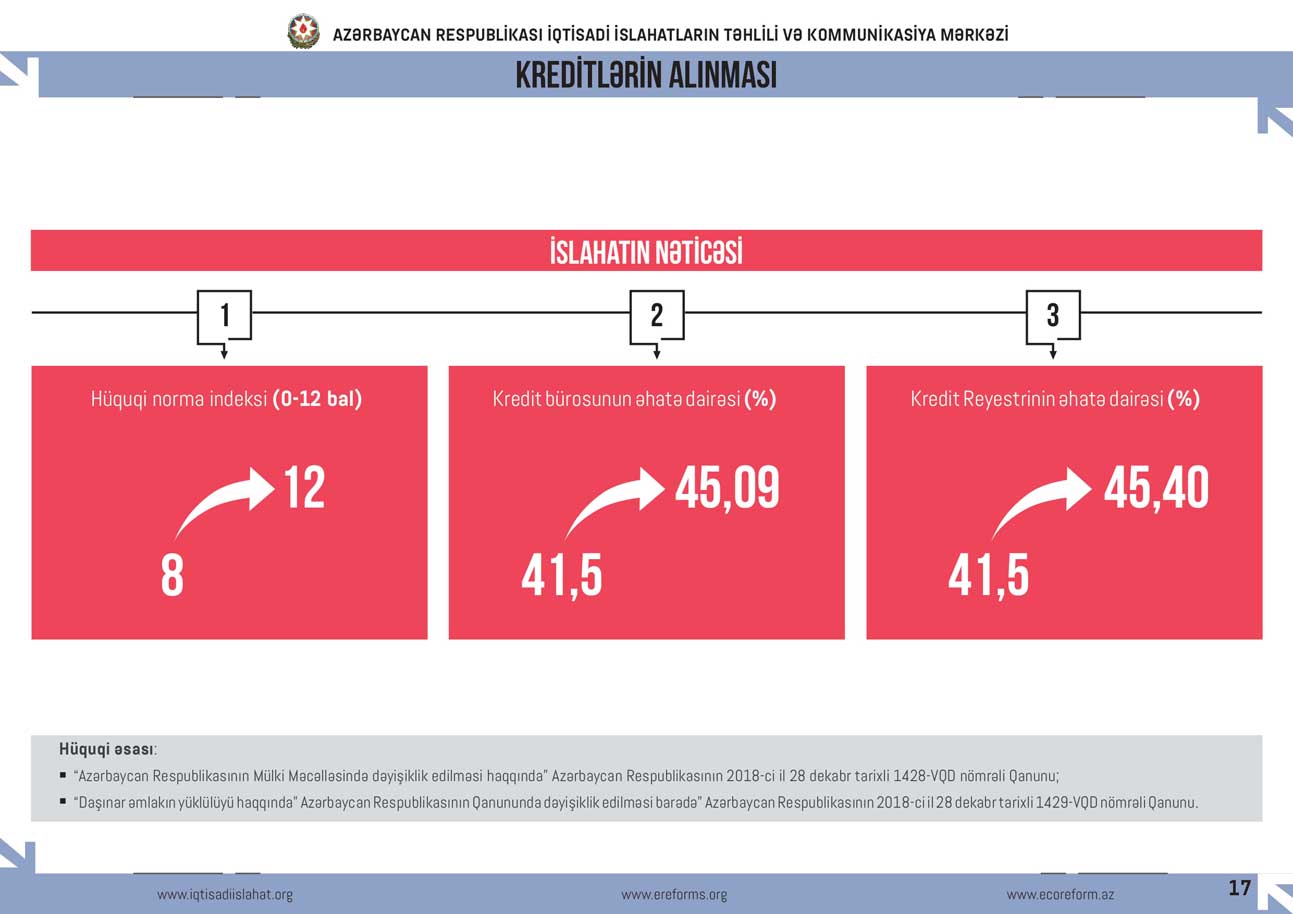 AZƏRBAYCAN RESPUBLİKASI İQTİSADİ İSLAHATLARIN TƏHLİLİ VƏ KOMMUNİKASİYA MƏRKƏZİ
KREDİTLƏRİN ALINMASI
İSLAHATIN NƏTİCƏSİ
1
2
3
Hüquqi norma indeksi (0-12 bal)
8
12
Kredit bürosunun əhatə dairəsi (%)
41,5
45,09
Kredit Reyestrinin əhatə dairəsi (%)
41,5
45,40
Hüquqi əsası:
▪ “Azərbaycan Respublikasının Mülki Məcəlləsində dəyişiklik edilməsi haqqında” Azərbaycan Respublikasının 2018-ci il 28 dekabr tarixli 1428-VQD nömrəli Qanunu;
▪ “Daşınar əmlakın yüklülüyü haqqında” Azərbaycan Respublikasının Qanununda dəyişiklik edilməsi barədə” Azərbaycan Respublikasının 2018-ci il 28 dekabr tarixli 1429-VQD nömrəli Qanunu.
www.iqtisadiislahat.org
www.ereforms.org
www.ecoreform.az
17